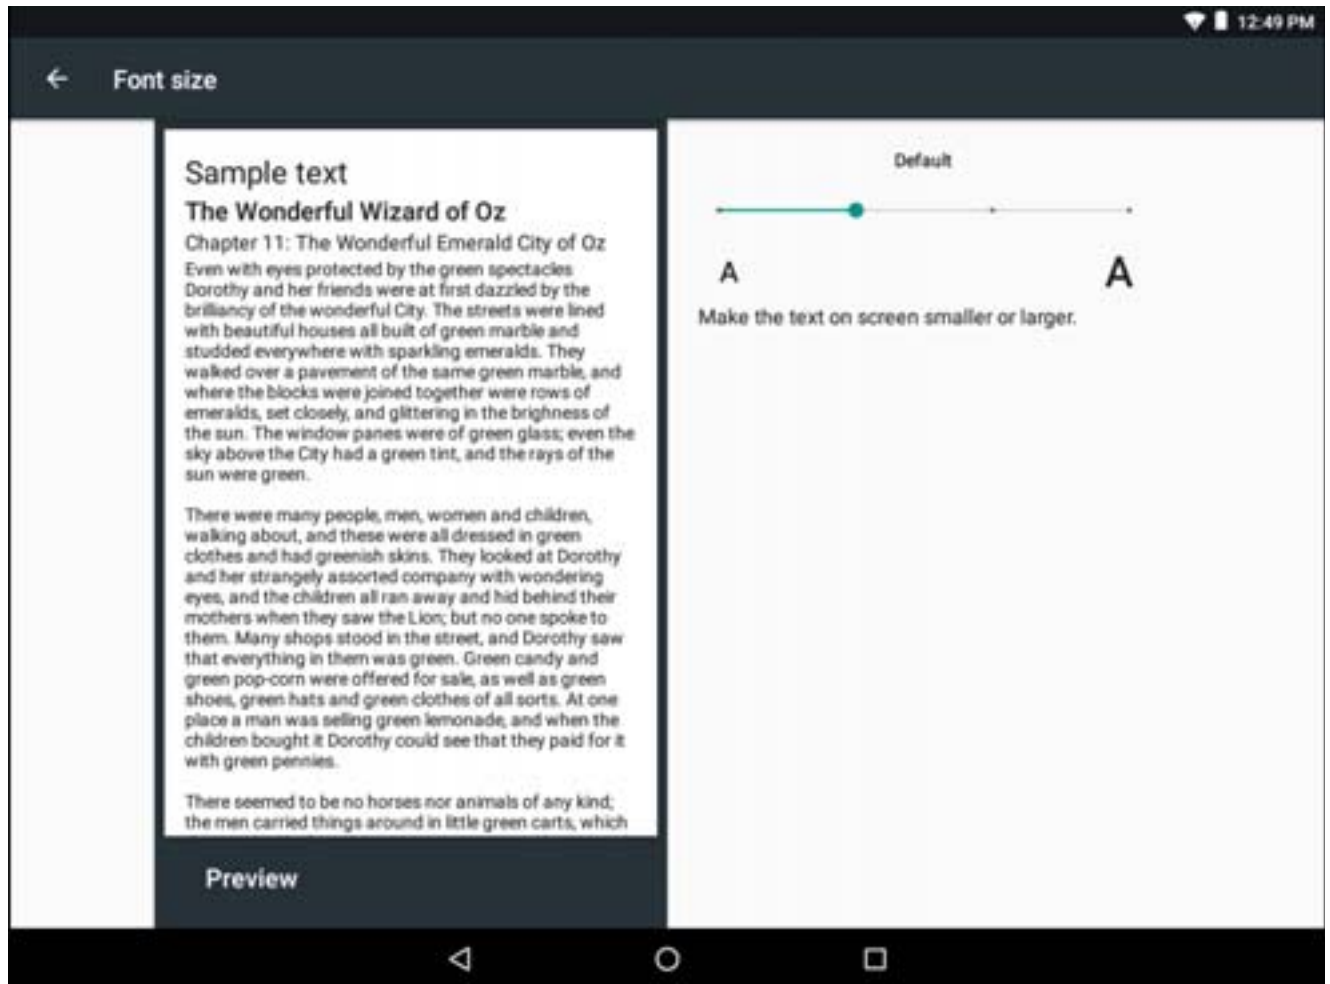 12:49 PM
Font size
Sample text
The Wonderful Wizard of Oz
Chapter 11: The Wonderful Emerald City of Oz
Even with eyes protected by the green spectacles
Dorothy and her friends were at first dazzled by the
brilliancy of the wonderful City. The streets were lined
with beautiful houses all built of green marble and
studded everywhere with sparkling emeralds. They
walked over a pavement of the same green marble, and
where the blocks were joined together were rows of
emeralds, set closely, and glittering in the brighness of
the sun. The window panes were of green glass; even the
sky above the City had a green tint, and the rays of the
sun were green.
There were many people, men, women and children,
walking about, and these were all dressed in green
clothes and had greenish skins. They looked at Dorothy
and her strangely assorted company with wondering
eyes, and the children all ran away and hid behind their
mothers when they saw the Lion; but no one spoke to
them. Many shops stood in the street, and Dorothy saw
that everything in them was green. Green candy and
green pop-corn were offered for sale, as well as green
shoes, green hats and green clothes of all sorts. At one
place a man was selling green lemonade, and when the
children bought it Dorothy could see that they paid for it
with green pennies.
There seemed to be no horses nor animals of any kind;
the men carried things around in little green carts, which
Preview
Default
A A
Make the text on screen smaller or larger.